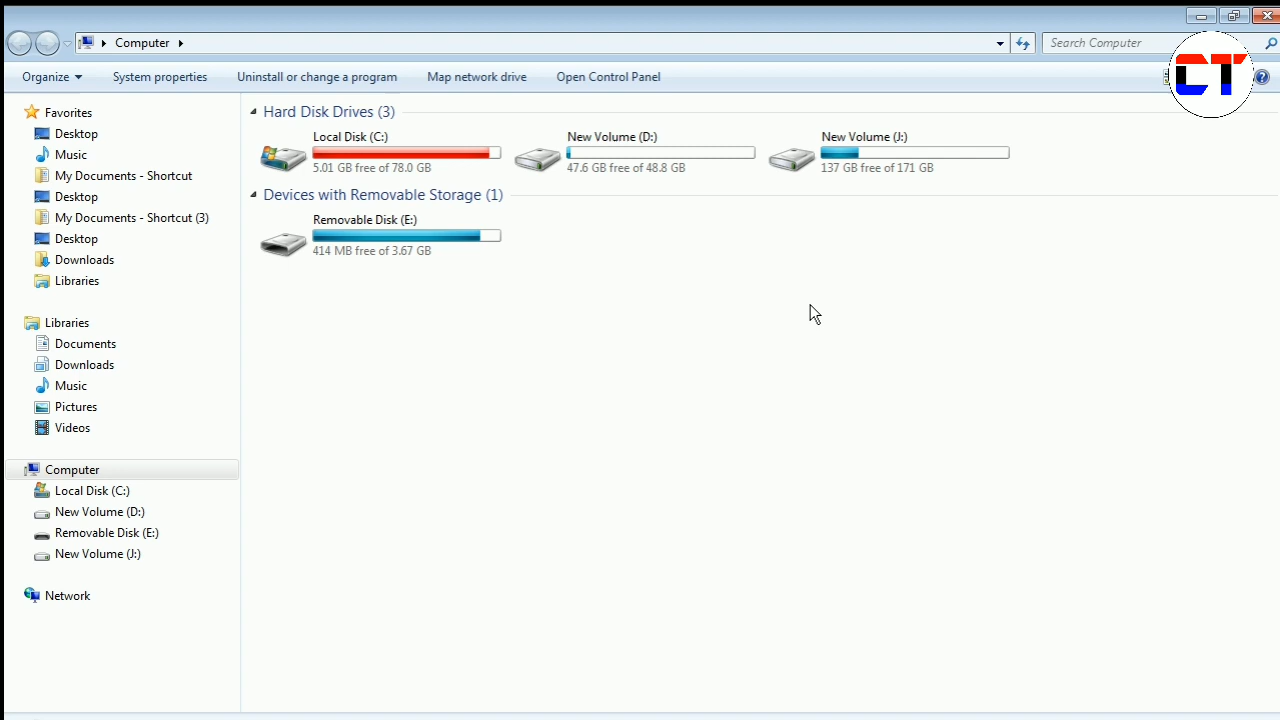 Computer
Search Computer
CT
Organize
System properties
Uninstall or change a program
Map network drive
Open Control Panel
Favorites
Desktop
Music
My Documents - Shortcut
Desktop
My Documents - Shortcut (3)
Desktop
Downloads
Libraries
Libraries
Documents
Downloads
Music
Pictures
Videos
Computer
Local Disk (C:)
New Volume (D:)
Removable Disk (E:)
New Volume (J:)
Network
Hard Disk Drives (3)
Local Disk (C:)
5.01 GB free of 78.0 GB
New Volume (D:)
47.6 GB free of 48.8 GB
New Volume (J:)
137 GB free of 171 GB
Devices with Removable Storage (1)
Removable Disk (E:)
414 MB free of 3.67 GB